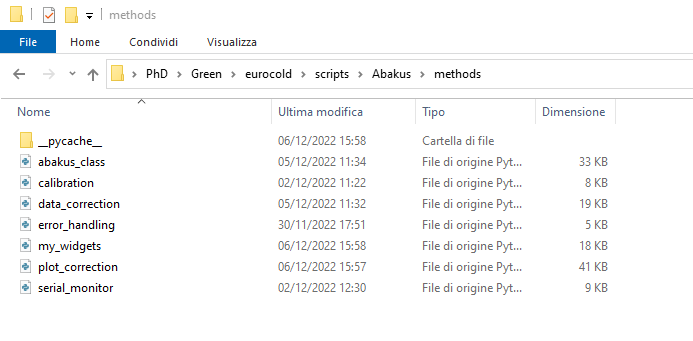 methods
File Home Condividi Visualizza
PhD Green eurocold scripts Abakus methods
Nome Ultima modifica Tipo Dimensione
__pycache__ 06/12/2022 15:58 Cartella di file
abakus_class 05/12/2022 11:34 File di origine Pyt... 33 KB
calibration 02/12/2022 11:22 File di origine Pyt... 8 KB
data_correction 05/12/2022 11:32 File di origine Pyt... 19 KB
error_handling 30/11/2022 17:51 File di origine Pyt... 5 KB
my_widgets 06/12/2022 15:58 File di origine Pyt... 18 KB
plot_correction 06/12/2022 15:57 File di origine Pyt... 41 KB
serial_monitor 02/12/2022 12:30 File di origine Pyt... 9 KB